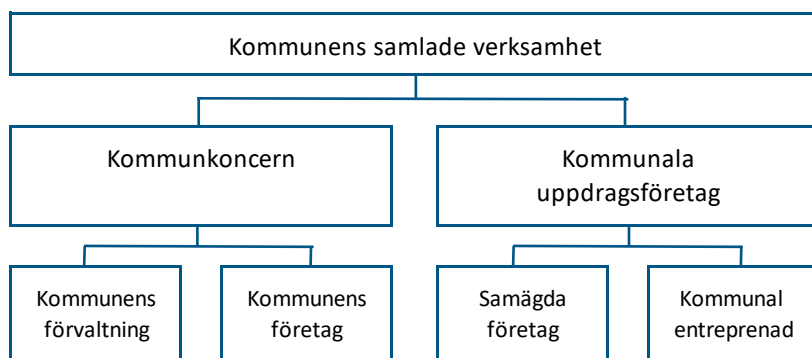 Kommunens samlade verksamhet
Kommunkoncern
Kommunala
uppdragsföretag
Kommunens
förvaltning
Kommunens
företag
Samägda
företag
Kommunal
entreprenad